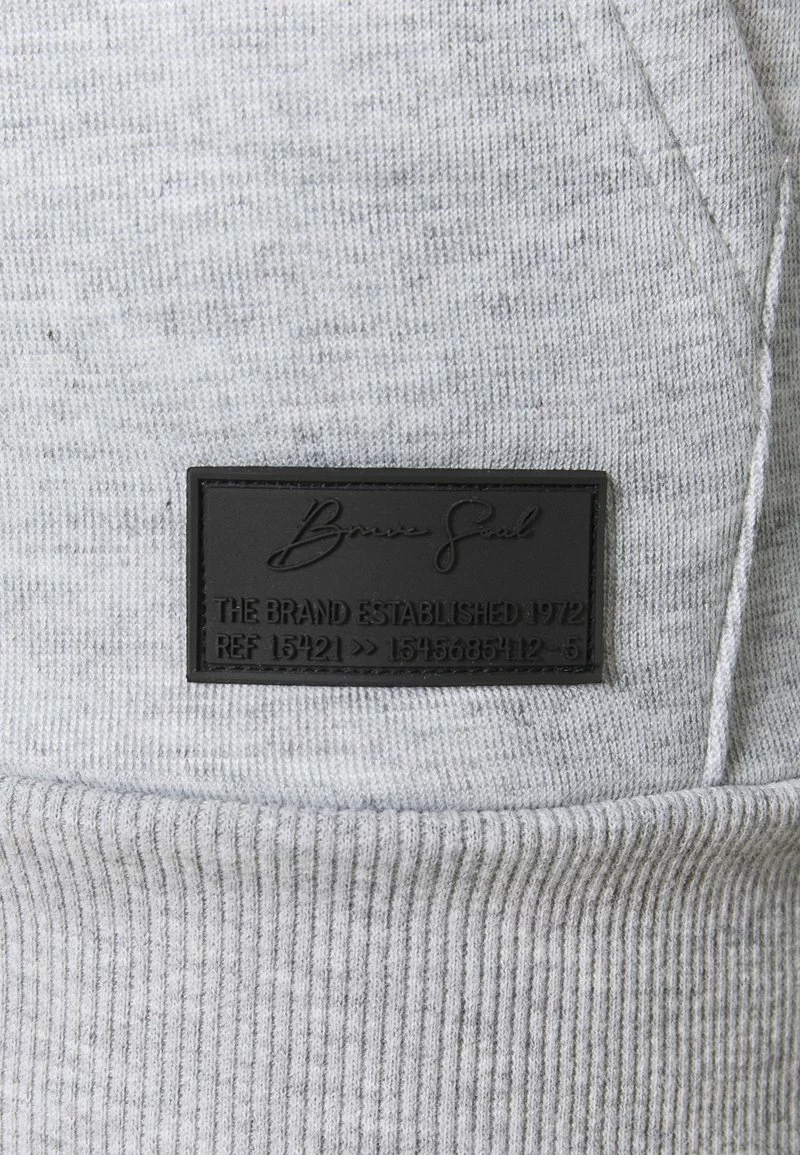 Brave Soul
THE BRAND ESTABLISHED 1972
REF 15421 >> 1545685412-5